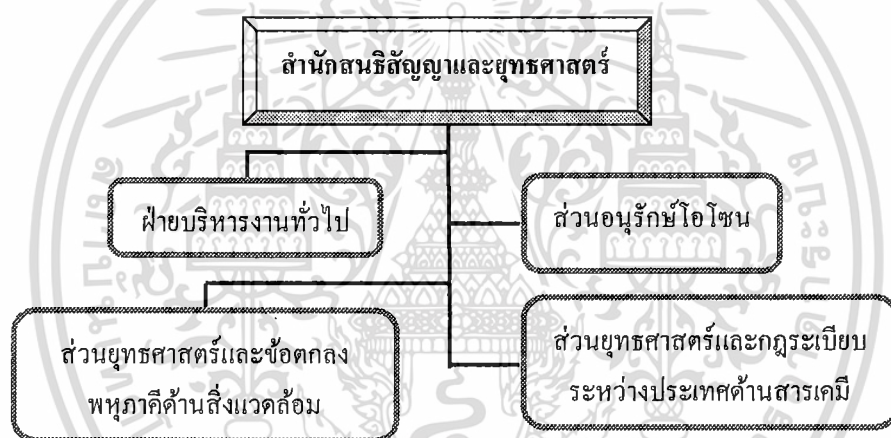 สำนักสนธิสัญญาและยุทธศาสตร์
ฝ่ายบริหารงานทั่วไป
ส่วนอนุรักษ์โอโซน
ส่วนยุทธศาสตร์และข้อตกลง
พหุภาคีด้านสิ่งแวดล้อม
ส่วนยุทธศาสตร์และกฎระเบียบ
ระหว่างประเทศด้านสารเคมี